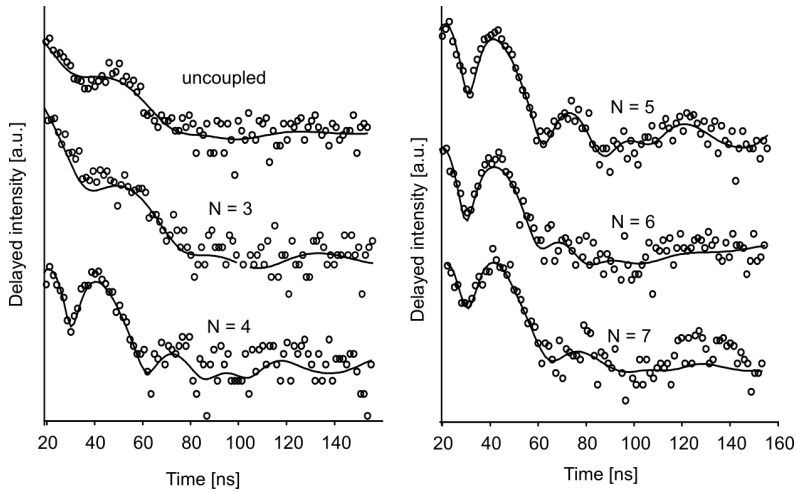 uncoupled
N = 3
N = 4
Delayed intensity [a.u.]
20 40 60 80 100 120 140
Time [ns]
N = 5
N = 6
N = 7
Delayed intensity [a.u.]
20 40 60 80 100 120 140 160
Time [ns]